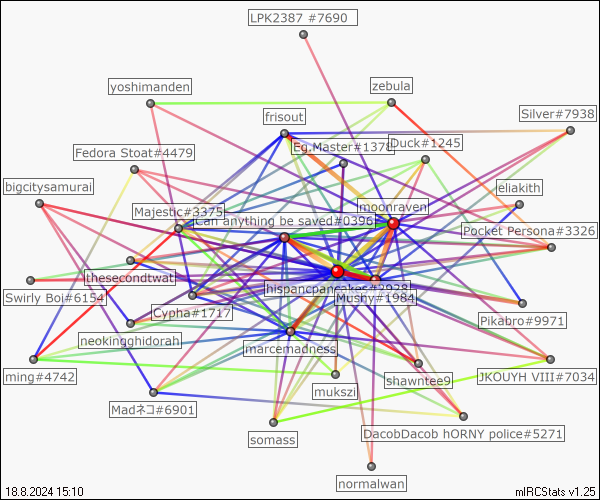 LPK2387 #7690
yoshimanden
zebula
Silver#7938
frisout
Eg.Master#1378
Duck#1245
Fedora Stoat#4479
bigcitysamurai
eliakith
Majestic#3375
moonraven
Can anything be saved#0396
Pocket Persona#3326
thesecondtwat
hispancpancakes#2928
Mushy#1984
Swirly Boi#6154
Cypha#1717
Pikabro#9971
neokingghidorah
marcemadness
ming#4742
shawntee9
JKOUYH VIII#7034
mukszi
Madネコ#6901
DacobDacob hORNY police#5271
somass
normalwan
18.8.2024 15:10
mIRCStats v1.25